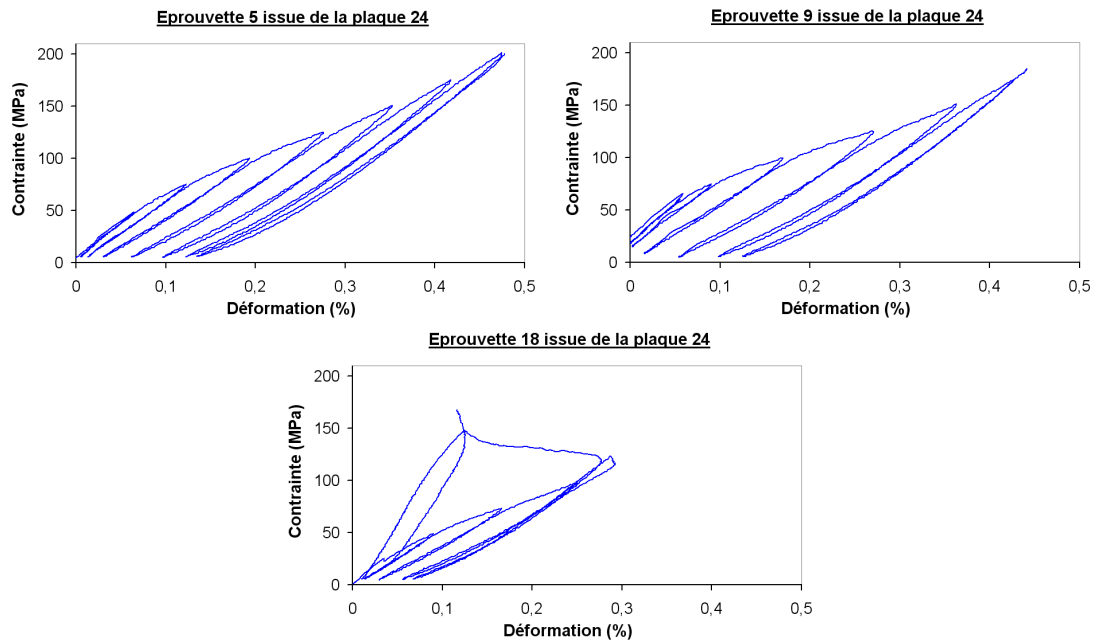 Eprouvette 5 issue de la plaque 24
Contrainte (MPa)
200
150
100
50
0
0 0,1 0,2 0,3 0,4 0,5
Déformation (%)
Eprouvette 9 issue de la plaque 24
Contrainte (MPa)
200
150
100
50
0
0 0,1 0,2 0,3 0,4 0,5
Déformation (%)
Eprouvette 18 issue de la plaque 24
Contrainte (MPa)
200
150
100
50
0
0 0,1 0,2 0,3 0,4 0,5
Déformation (%)